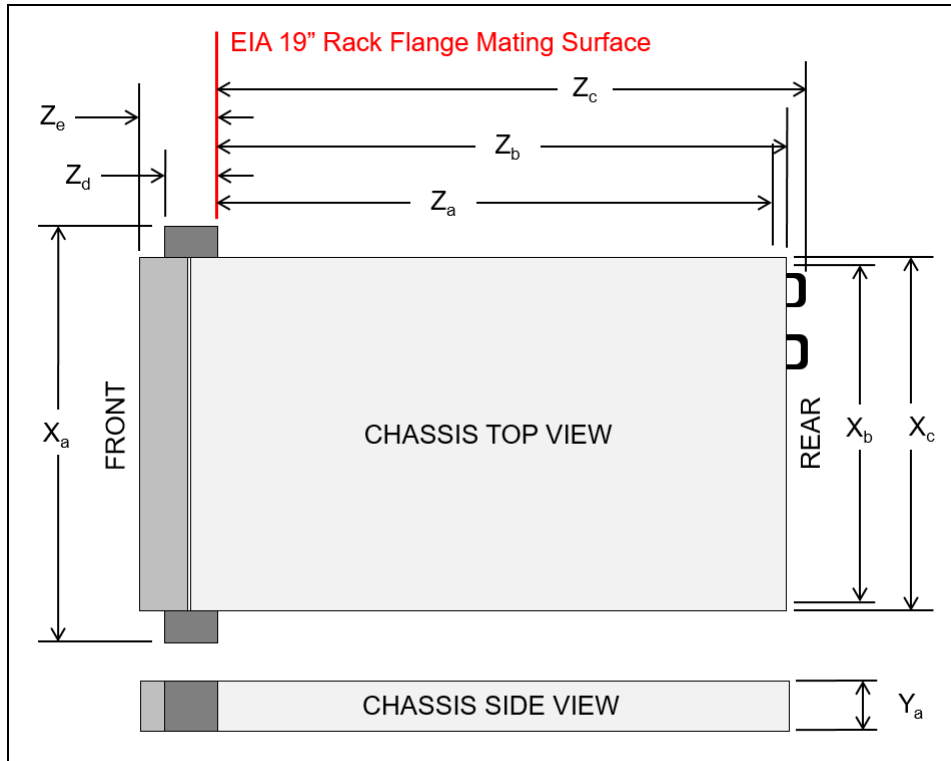 EIA 19” Rack Flange Mating Surface
Zc
Ze
Zb
Zd
Za
FRONT
Xa
CHASSIS TOP VIEW
REAR
Xb
Xc
CHASSIS SIDE VIEW
Ya